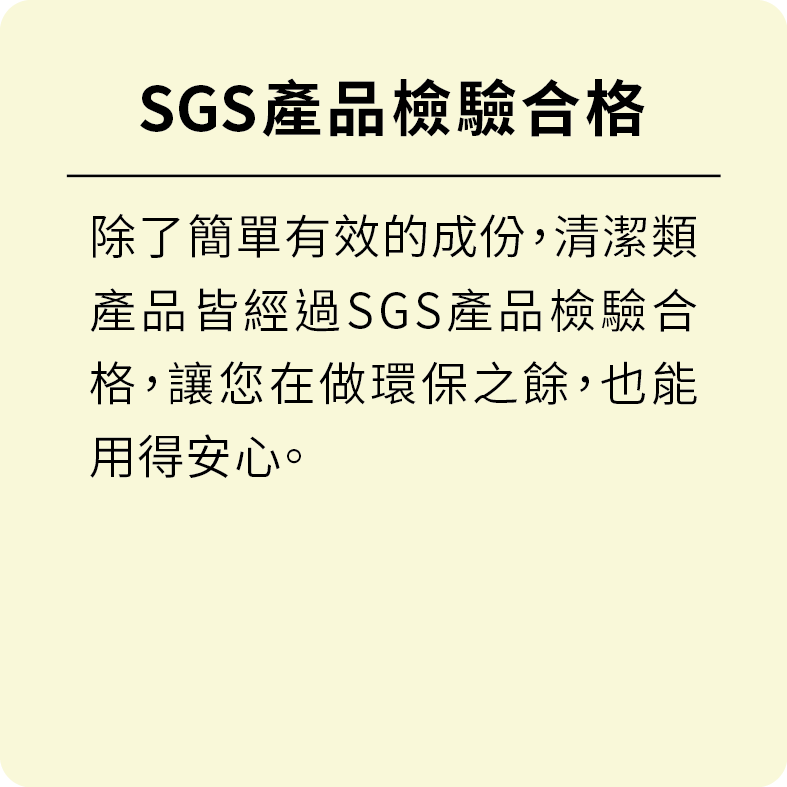 SGS產品檢驗合格
除了簡單有效的成份，清潔類
產品皆經過SGS產品檢驗合
格，讓您在做環保之餘，也能
用得安心。